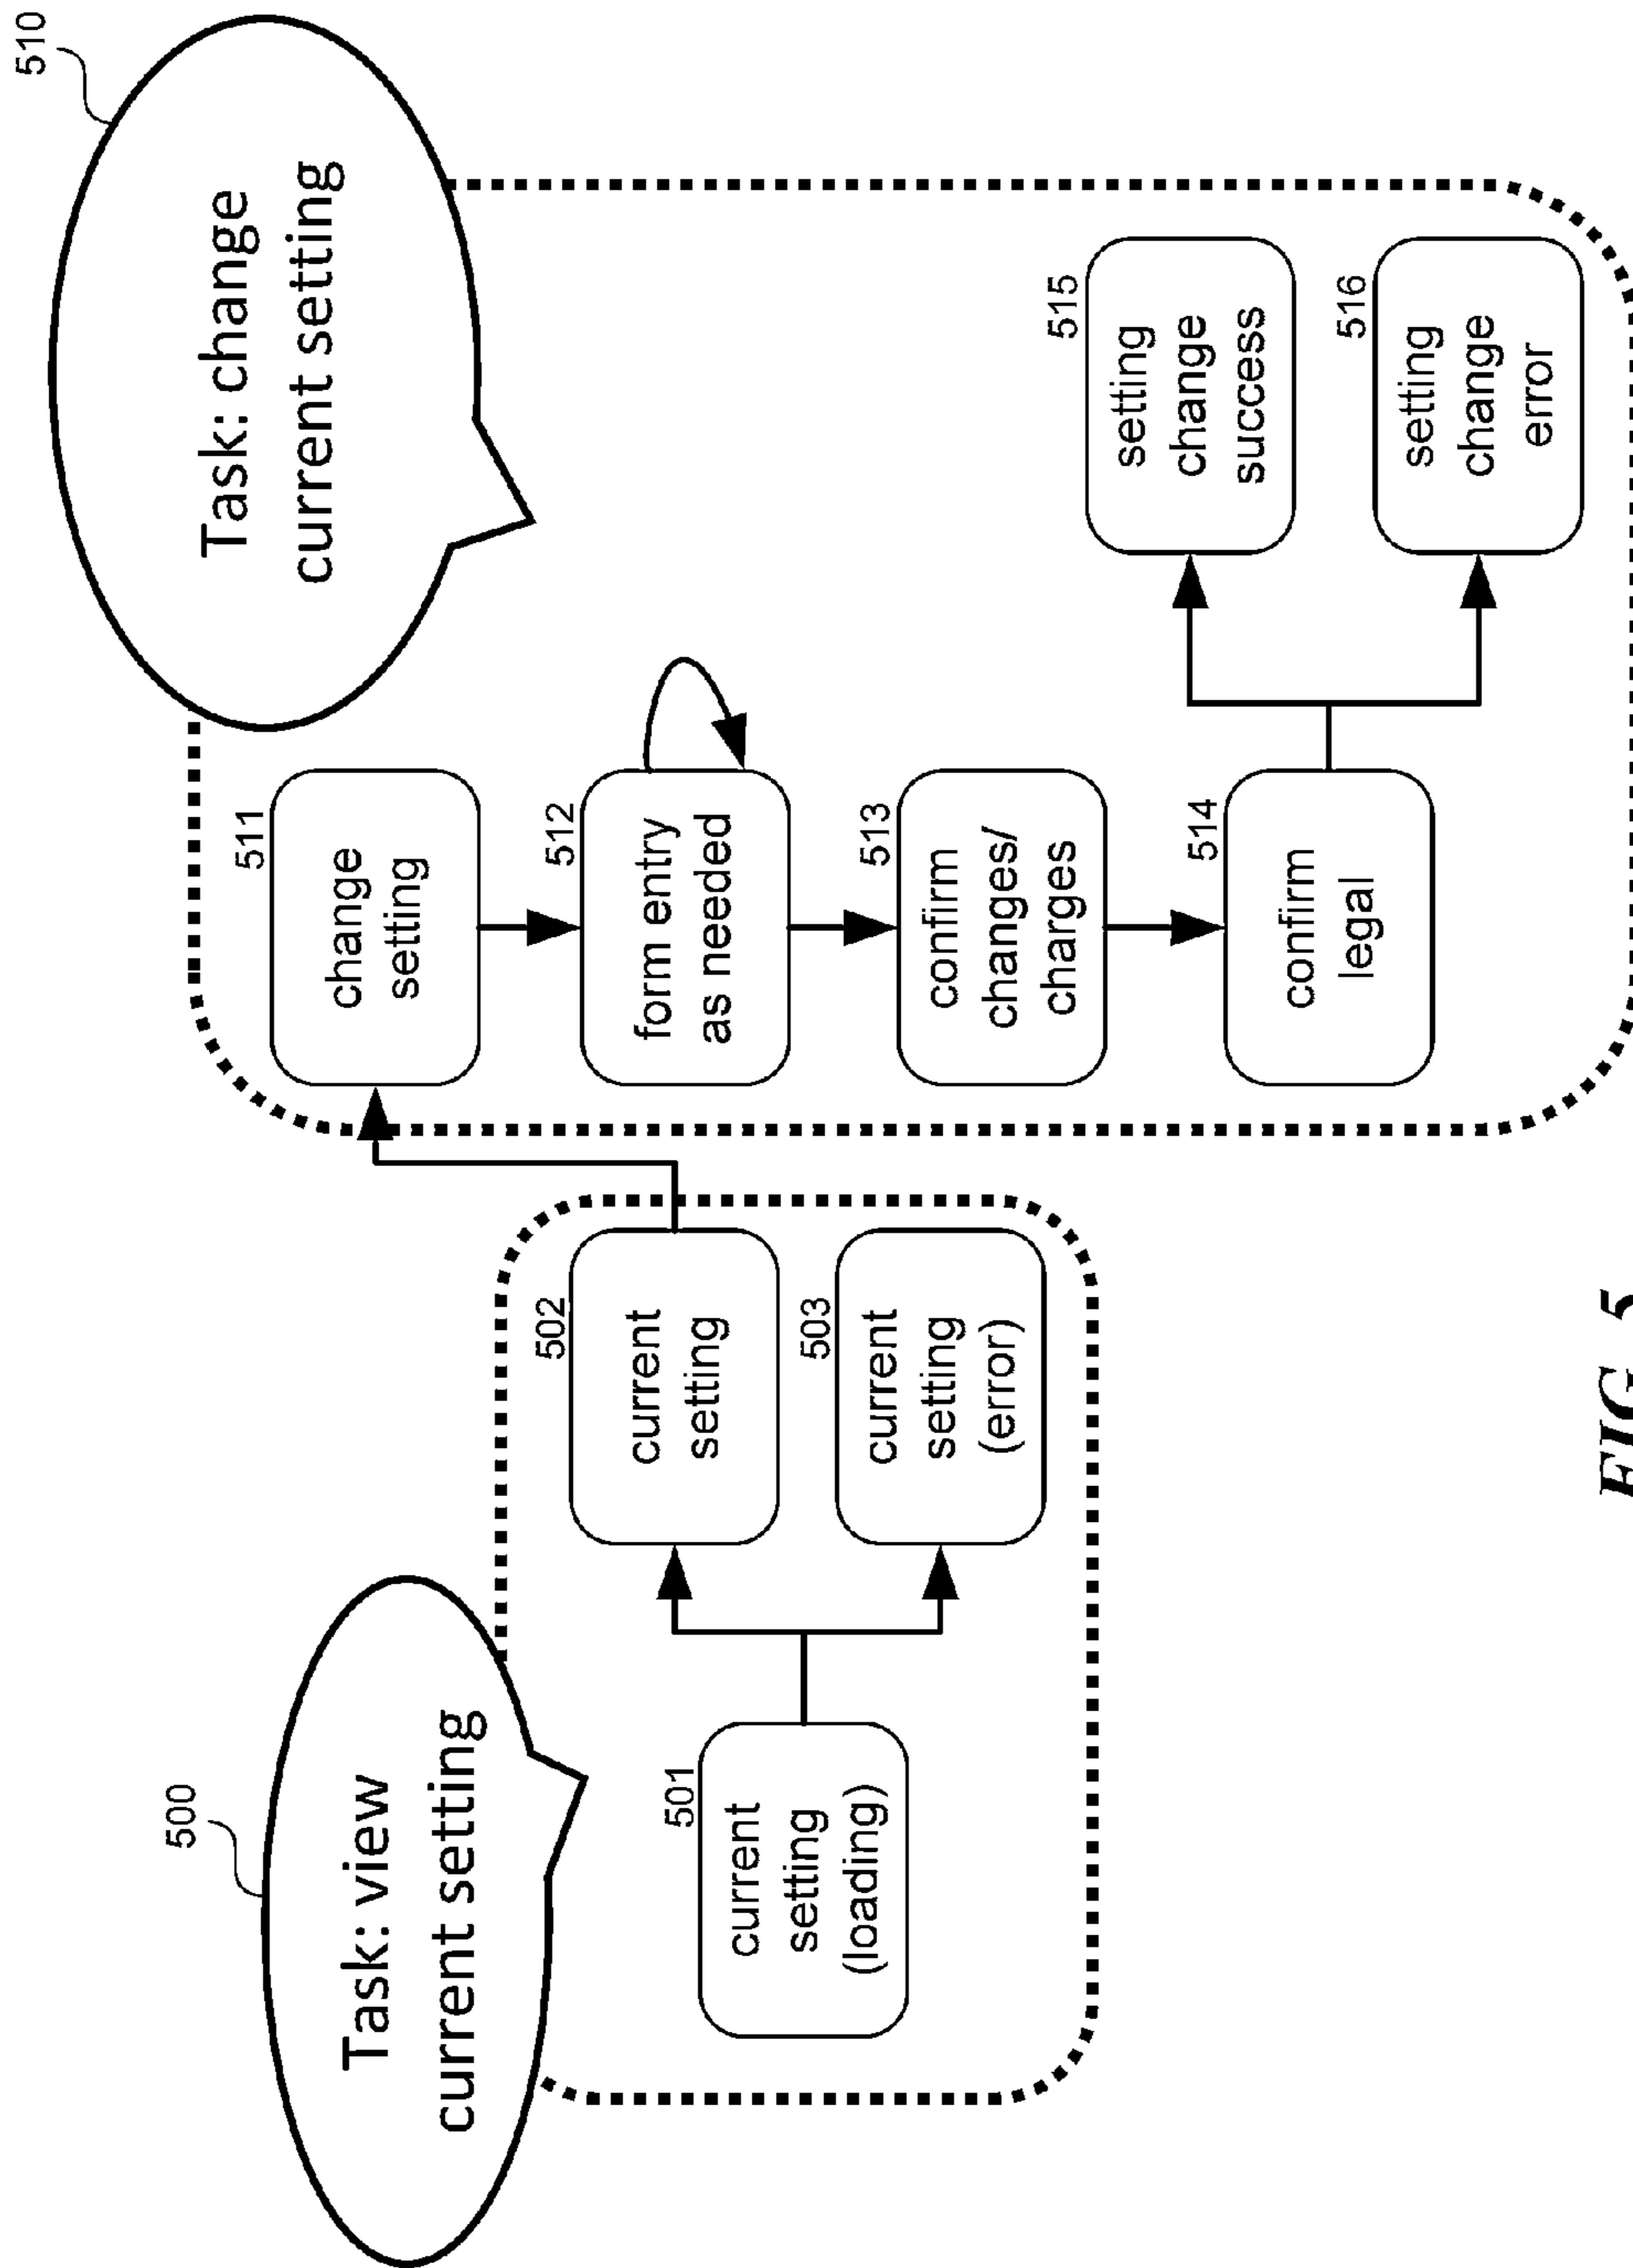 500
Task: view
current setting
501
current
setting
(loading)
502
current
setting
503
current
setting
(error)
510
Task: change
current setting
511
change
setting
512
form entry
as needed
513
confirm
changes/
charges
514
confirm
legal
515
setting
change
success
516
setting
change
error
FIG. 5